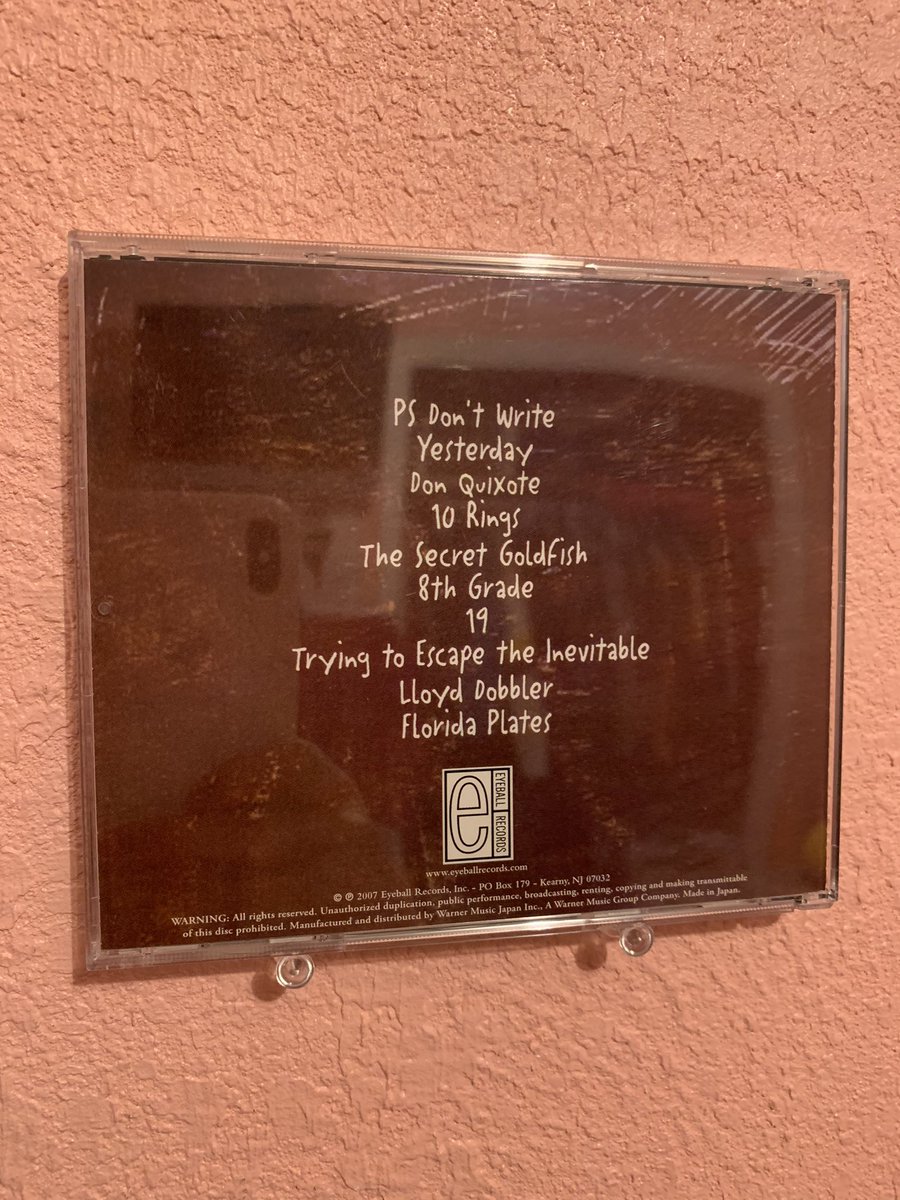 PS Don't Write
Yesterday
Don Quixote
10 Rings
The Secret Goldfish
8th Grade
19
Trying to Escape the Inevitable
Lloyd Dobbler
Florida Plates
e EYEBALL RECORDS
www.eyeballrecords.com
© ℗ 2007 Eyeball Records, Inc. - PO Box 179 - Kearny, NJ 07032
WARNING: All rights reserved. Unauthorized duplication, public performance, broadcasting, renting, copying and making transmittable
of this disc prohibited. Manufactured and distributed by Warner Music Japan Inc., A Warner Music Group Company. Made in Japan.